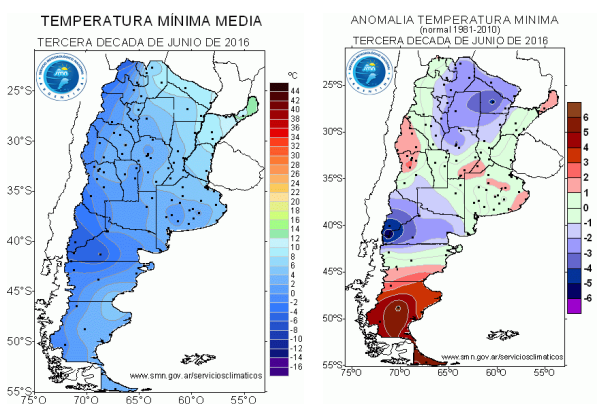 TEMPERATURA MÍNIMA MEDIA
TERCERA DECADA DE JUNIO DE 2016
25°S
30°S
35°S
40°S
45°S
50°S
55°S
75°W
70°W
65°W
60°W
55°W
°C
44
42
40
38
36
34
32
30
28
26
24
22
20
18
16
14
12
10
8
6
4
2
0
-2
-4
-6
-8
-10
-12
-14
-16
www.smn.gov.ar/serviciosclimaticos
ANOMALIA TEMPERATURA MINIMA
(normal 1981-2010)
TERCERA DECADA DE JUNIO DE 2016
25°S
30°S
35°S
40°S
45°S
50°S
55°S
75°W
70°W
65°W
60°W
55°W
6
5
4
3
2
1
0
-1
-2
-3
-4
-5
-6
www.smn.gov.ar/serviciosclimaticos
smn
smn